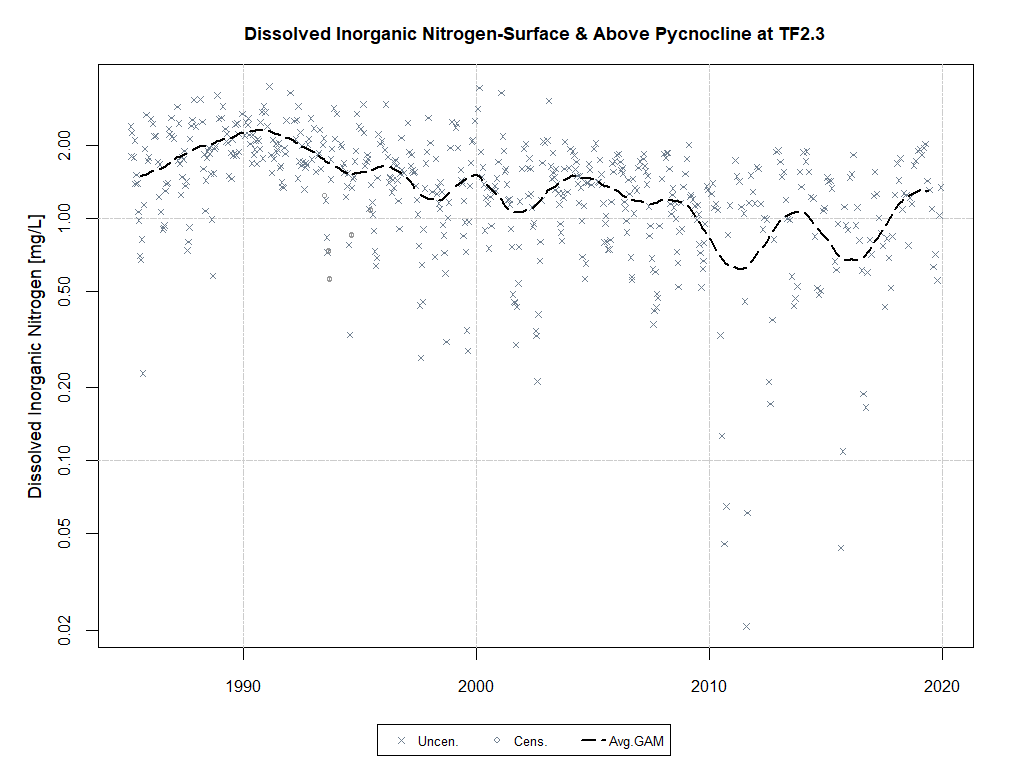 Dissolved Inorganic Nitrogen-Surface & Above Pycnocline at TF2.3
Dissolved Inorganic Nitrogen [mg/L]
2.00
1.00
0.50
0.20
0.10
0.05
0.02
1990 2000 2010 2020
Uncen. Cens. Avg.GAM